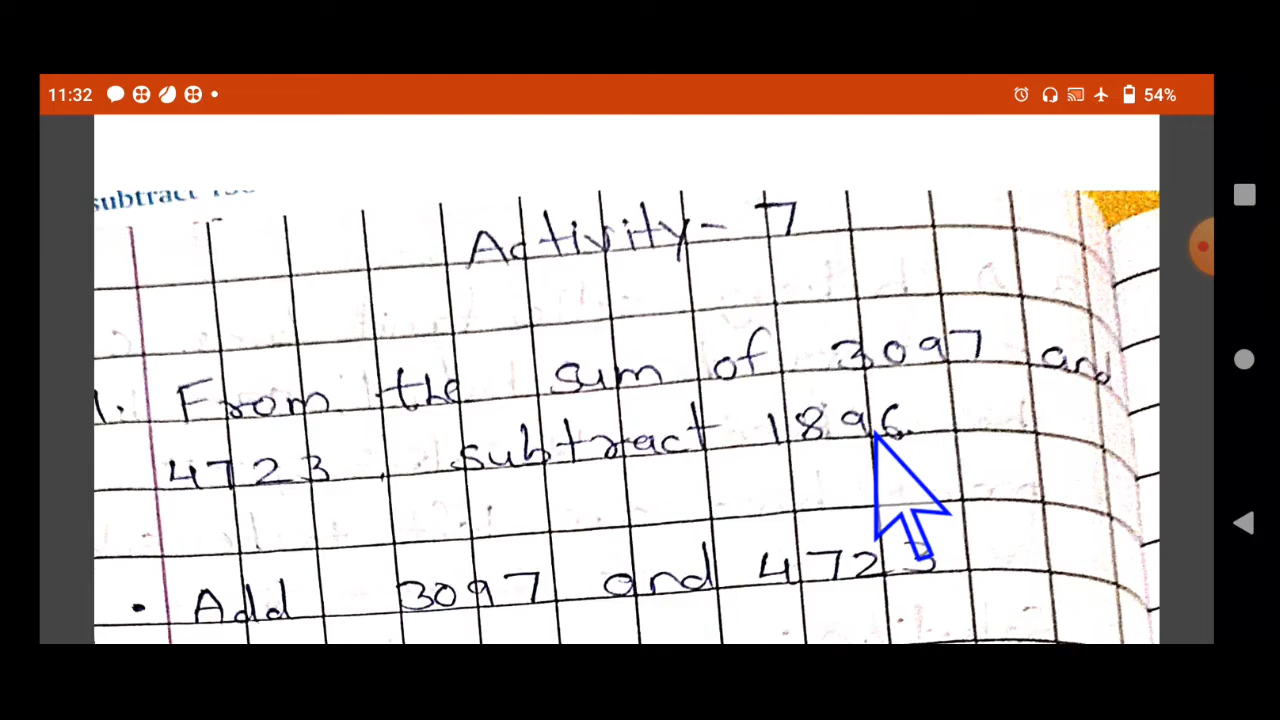 11:32
54%
subtract
Activity - 7
1. From the sum of 3097 and
4723 subtract 1896.
• Add 3097 and 4723